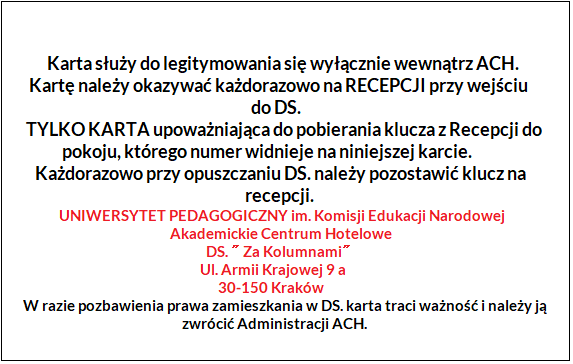 Karta służy do legitymowania się wyłącznie wewnątrz ACH.
Kartę należy okazywać każdorazowo na RECEPCJI przy wejściu
do DS.
TYLKO KARTA upoważniająca do pobierania klucza z Recepcji do
pokoju, którego numer widnieje na niniejszej karcie.
Każdorazowo przy opuszczaniu DS. należy pozostawić klucz na
recepcji.
UNIWERSYTET PEDAGOGICZNY im. Komisji Edukacji Narodowej
Akademickie Centrum Hotelowe
DS. ˝ Za Kolumnami˝
Ul. Armii Krajowej 9 a
30-150 Kraków
W razie pozbawienia prawa zamieszkania w DS. karta traci ważność i należy ją
zwrócić Administracji ACH.